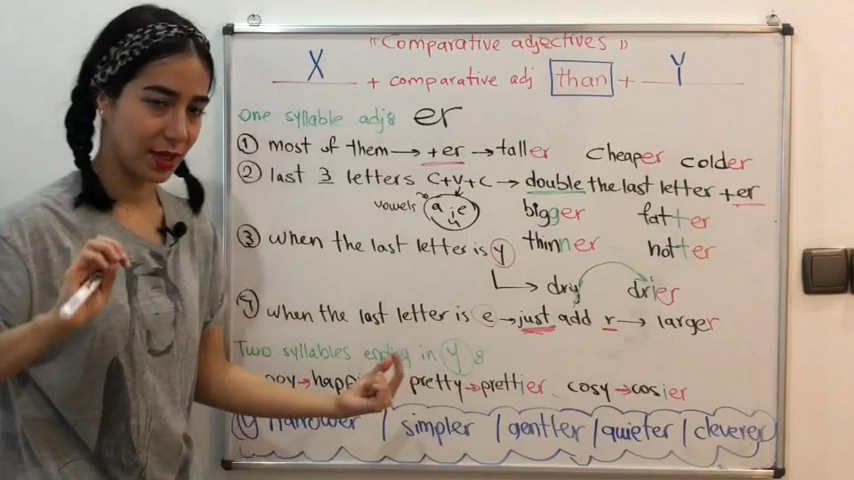 "Comparative adjectives"
X + comparative adj than + Y
One syllable adjs er
① most of them → +er → taller cheaper colder
② last 3 letters C+V+C → double the last letter +er
vowels a i e u bigger fatter
thinner hotter
③ when the last letter is y
dry dries
④ when the last letter is e → just add r → larger
Two syllables ending in y:
pretty → prettier cosy → cosier
narrower / simpler / gentler / quieter / cleverer